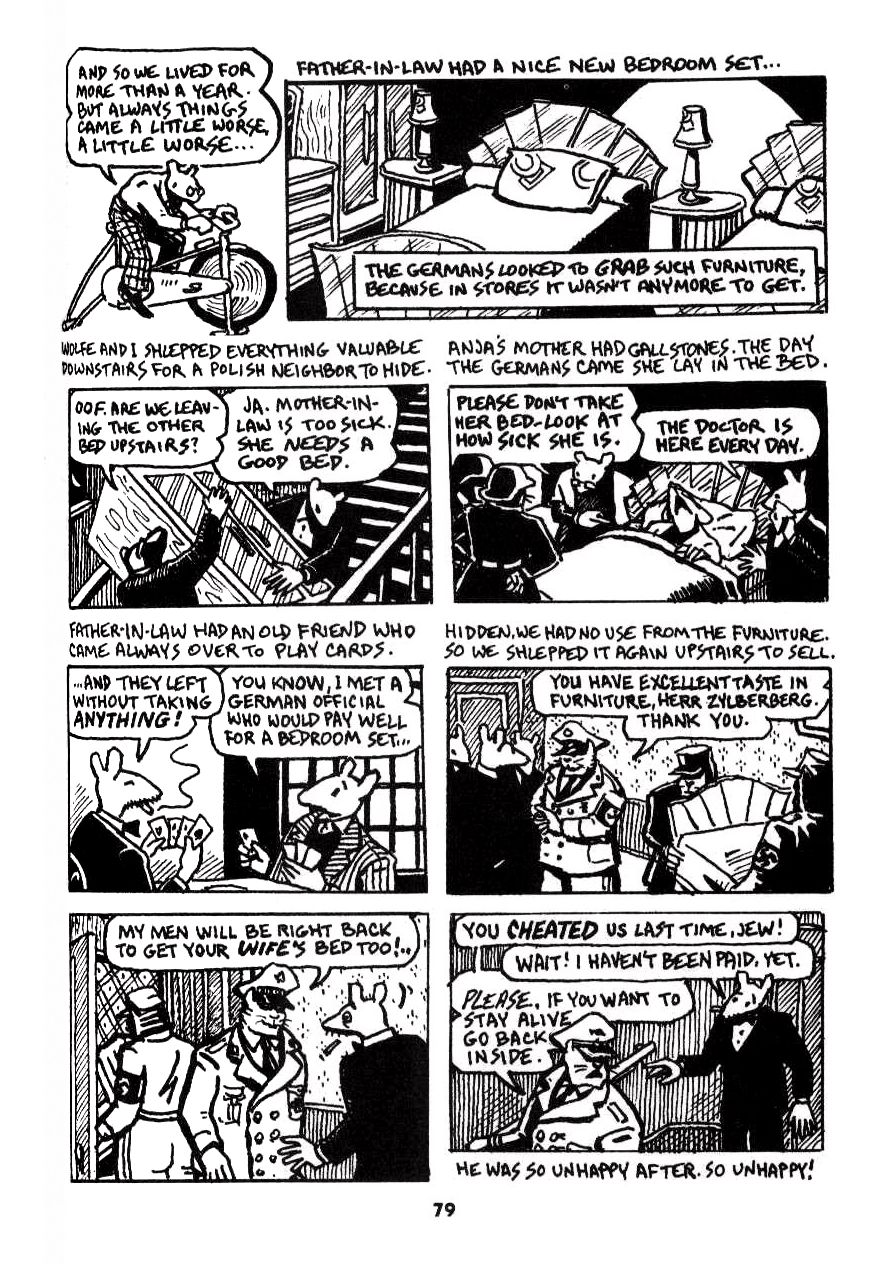 AND SO WE LIVED FOR
MORE THAN A YEAR.
BUT ALWAYS THINGS
CAME A LITTLE WORSE,
A LITTLE WORSE...
FATHER-IN-LAW HAD A NICE NEW BEDROOM SET...
THE GERMANS LOOKED TO GRAB SUCH FURNITURE,
BECAUSE IN STORES IT WASN'T ANYMORE TO GET.
WOLFE AND I SHLEPPED EVERYTHING VALUABLE
DOWNSTAIRS FOR A POLISH NEIGHBOR TO HIDE.
OOF. ARE WE LEAV-
ING THE OTHER
BED UPSTAIRS?
JA. MOTHER-IN-
LAW IS TOO SICK.
SHE NEEDS A
GOOD BED.
ANJA'S MOTHER HAD GALLSTONES. THE DAY
THE GERMANS CAME SHE LAY IN THE BED.
PLEASE DON'T TAKE
HER BED-LOOK AT
HOW SICK SHE IS.
THE DOCTOR IS
HERE EVERY DAY.
FATHER-IN-LAW HAD AN OLD FRIEND WHO
CAME ALWAYS OVER TO PLAY CARDS.
...AND THEY LEFT
WITHOUT TAKING
ANYTHING!
YOU KNOW, I MET A
GERMAN OFFICIAL
WHO WOULD PAY WELL
FOR A BEDROOM SET...
HIDDEN, WE HAD NO USE FROM THE FURNITURE.
SO WE SHLEPPED IT AGAIN UPSTAIRS TO SELL.
YOU HAVE EXCELLENT TASTE IN
FURNITURE, HERR ZYLBERBERG.
THANK YOU.
MY MEN WILL BE RIGHT BACK
TO GET YOUR WIFE'S BED TOO!..
YOU CHEATED US LAST TIME, JEW!
WAIT! I HAVEN'T BEEN PAID, YET.
PLEASE, IF YOU WANT TO
STAY ALIVE
GO BACK
INSIDE.
HE WAS SO UNHAPPY AFTER. SO UNHAPPY!
79